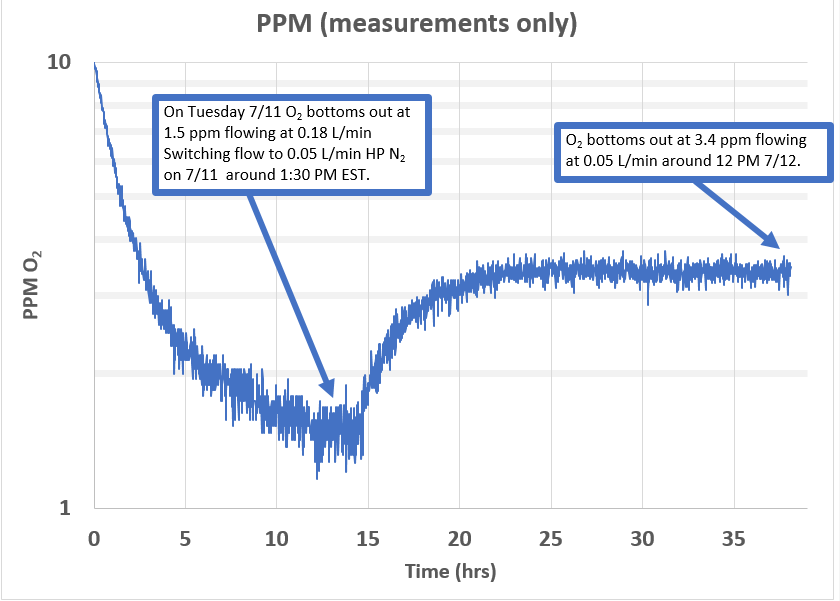 PPM (measurements only)
10
On Tuesday 7/11 O₂ bottoms out at
1.5 ppm flowing at 0.18 L/min
Switching flow to 0.05 L/min HP N₂
on 7/11  around 1:30 PM EST.
O₂ bottoms out at 3.4 ppm flowing
at 0.05 L/min around 12 PM 7/12.
PPM O₂
1
0 5 10 15 20 25 30 35
Time (hrs)